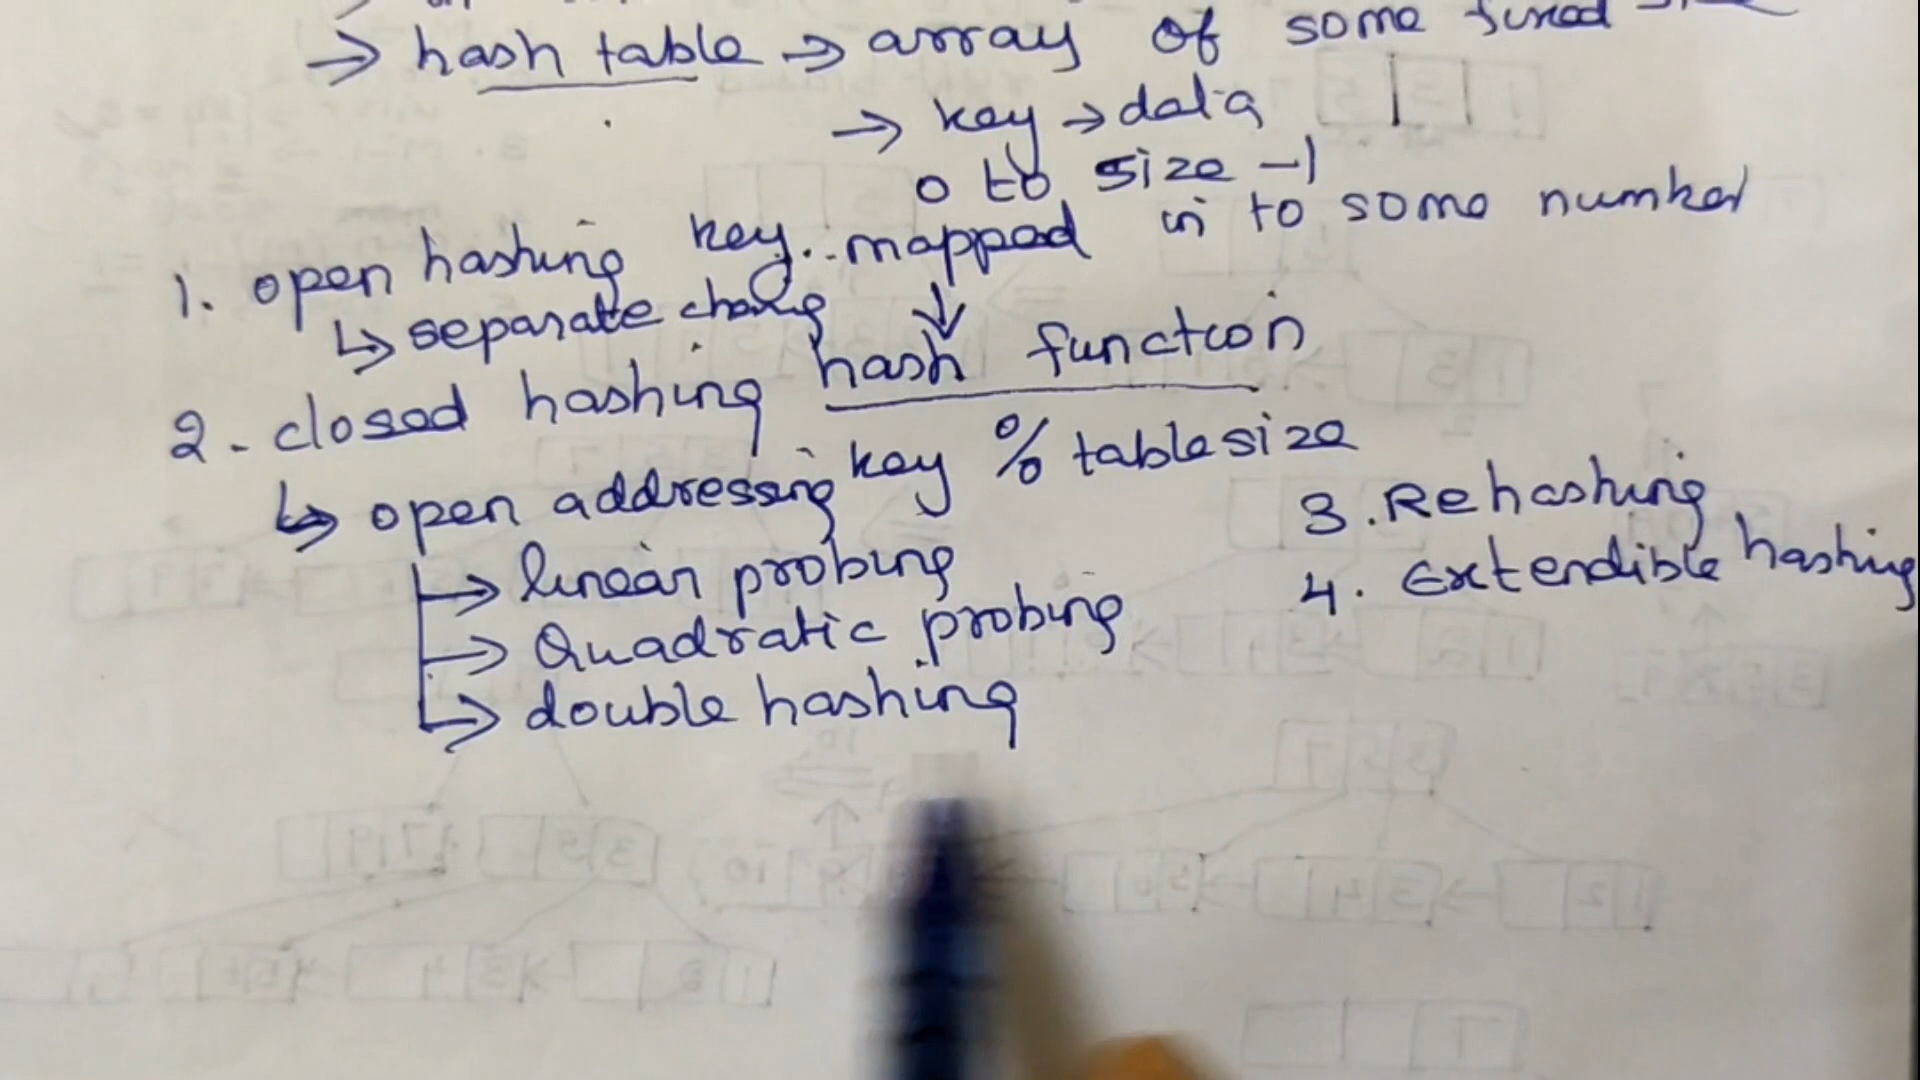 → hash table → array of some fixed
→ key → data
0 to size -1
key.. mapped in to some number
↓
hash function
key % tablesize
1. open hashing
↳ separate chaing
2. closed hashing
↳ open addressing
→ linear probing
→ Quadratic probing
→ double hashing
3. Rehashing
4. Extendible hashing